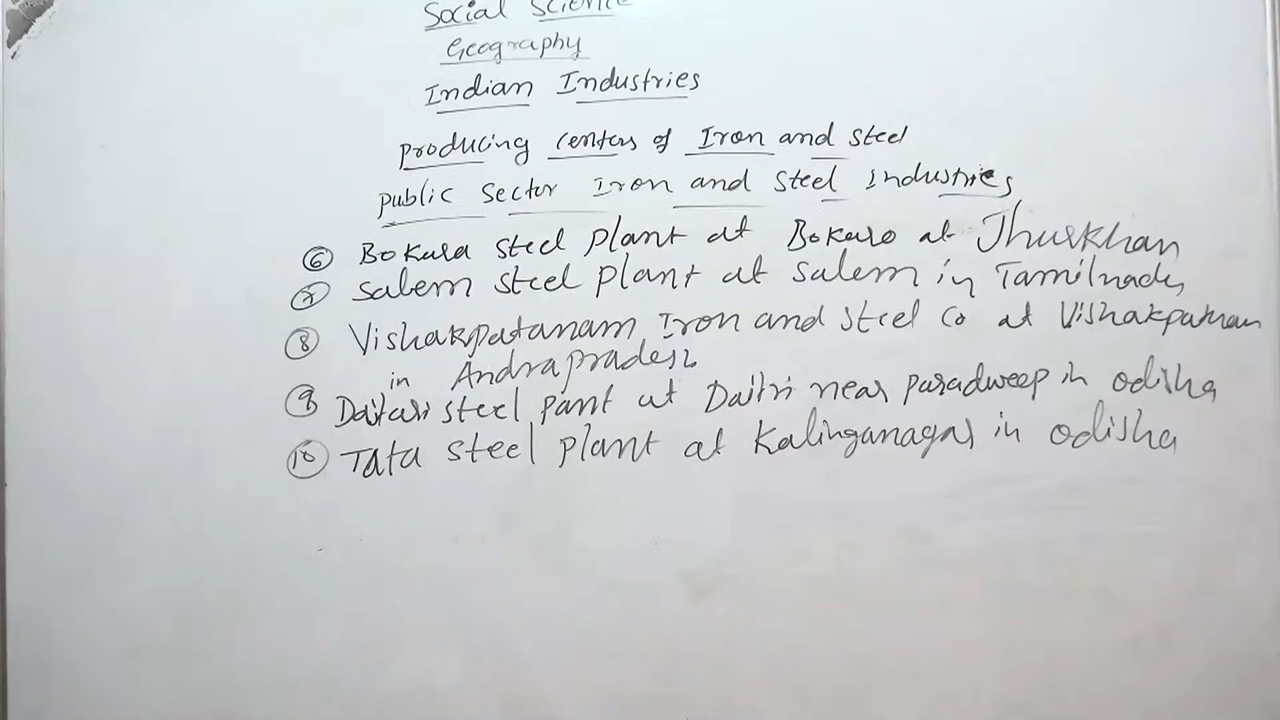 Social Science
Geography
Indian Industries
Producing centers of Iron and steel
public sector Iron and Steel industries
⑥ Bokara steel plant at Bokaro at Jharkhan
⑦ Salem steel plant at Salem in Tamilnadu
⑧ Vishakpatanam Iron and steel co at Vishakpatnam
in Andrapradesh
⑨ Daitari steel pant at Daitri near paradweep in odisha
⑩ Tata steel plant at Kalinganagar in odisha